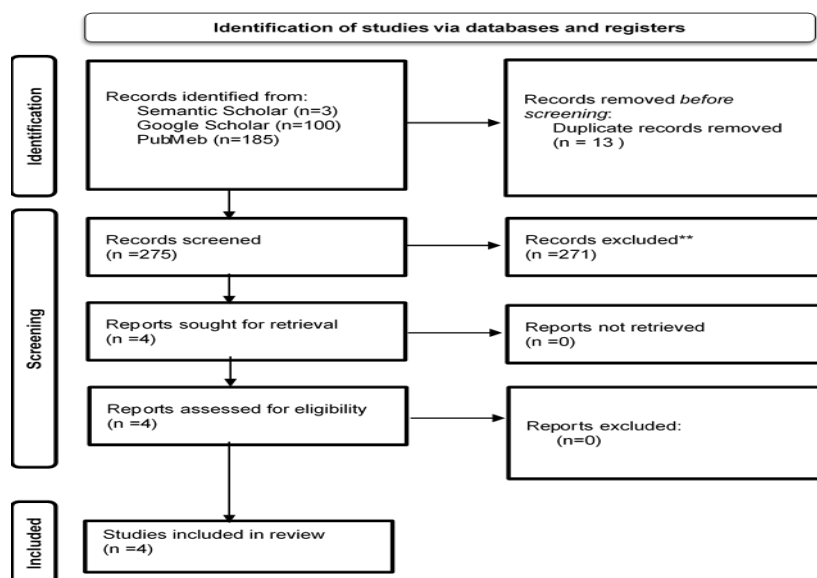 Identification of studies via databases and registers
Identification
Records identified from:
Semantic Scholar (n=3)
Google Scholar (n=100)
PubMeb (n=185)
Records removed before
screening:
Duplicate records removed
(n = 13 )
Screening
Records screened
(n =275)
Records excluded**
(n =271)
Reports sought for retrieval
(n =4)
Reports not retrieved
(n =0)
Reports assessed for eligibility
(n =4)
Reports excluded:
(n=0)
Included
Studies included in review
(n =4)